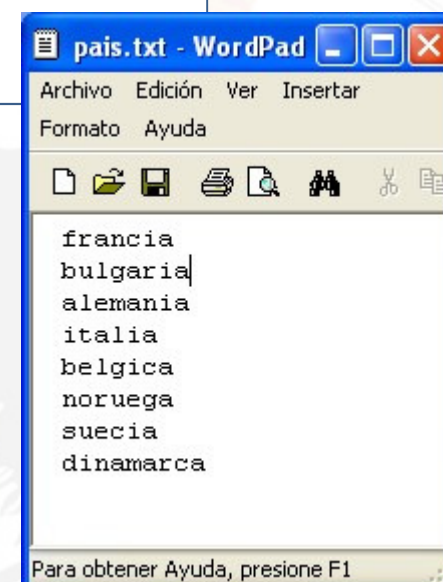 pais.txt - WordPad
Archivo Edición Ver Insertar
Formato Ayuda
francia
bulgaria
alemania
italia
belgica
noruega
suecia
dinamarca
Para obtener Ayuda, presione F1